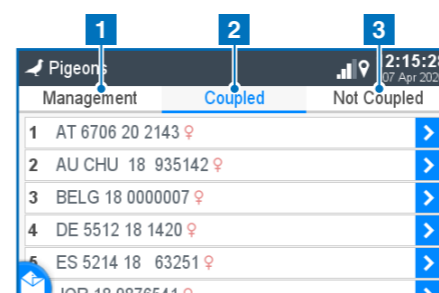 1 2 3
Pigeons 2:15:2
07 Apr 202
Management Coupled Not Coupled
1 AT 6706 20 2143 ♀
2 AU CHU 18 935142 ♀
3 BELG 18 0000007 ♀
4 DE 5512 18 1420 ♀
5 ES 5214 18 63251 ♀